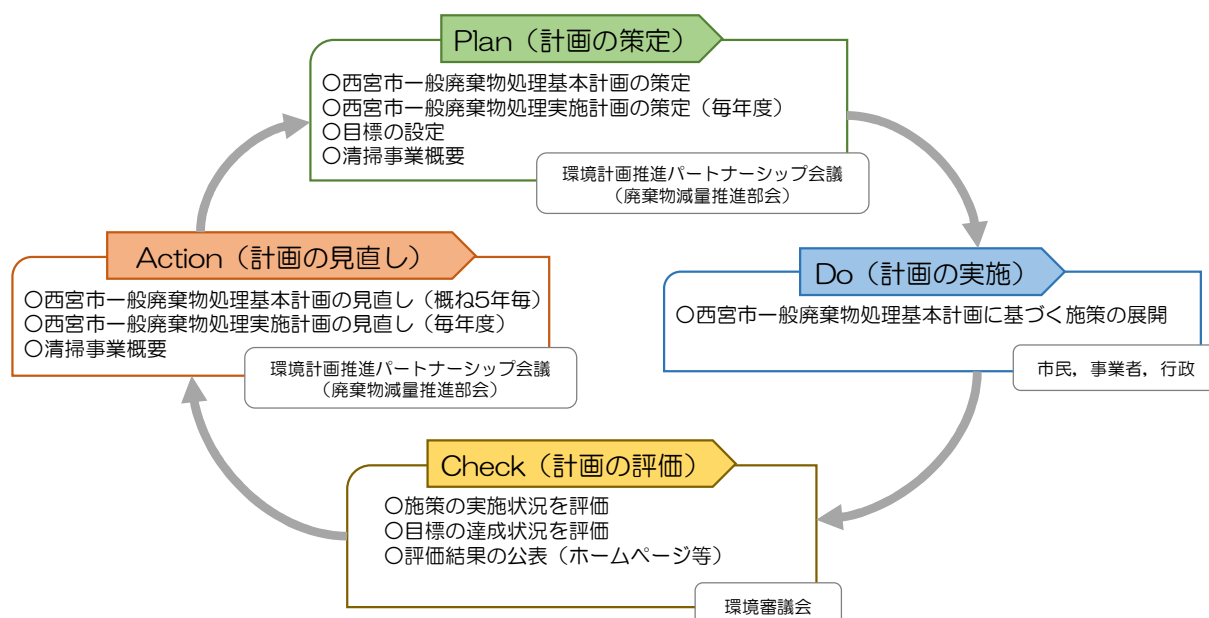 Plan（計画の策定）
○西宮市一般廃棄物処理基本計画の策定
○西宮市一般廃棄物処理実施計画の策定（毎年度）
○目標の設定
○清掃事業概要
環境計画推進パートナーシップ会議
（廃棄物減量推進部会）
Do（計画の実施）
○西宮市一般廃棄物処理基本計画に基づく施策の展開
市民，事業者，行政
Check（計画の評価）
○施策の実施状況を評価
○目標の達成状況を評価
○評価結果の公表（ホームページ等）
環境審議会
Action（計画の見直し）
○西宮市一般廃棄物処理基本計画の見直し（概ね5年毎）
○西宮市一般廃棄物処理実施計画の見直し（毎年度）
○清掃事業概要
環境計画推進パートナーシップ会議
（廃棄物減量推進部会）